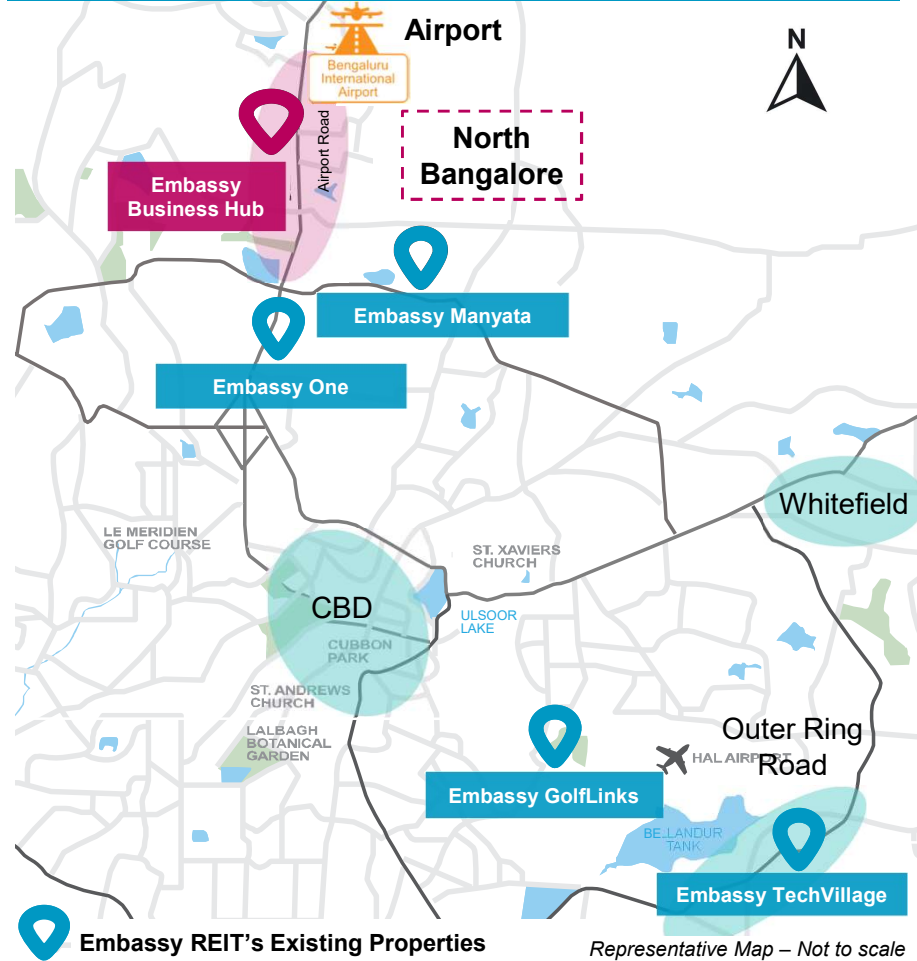 Airport
Bengaluru
International
Airport
N
Airport Road
North
Bangalore
Embassy
Business Hub
Embassy Manyata
Embassy One
Whitefield
LE MERIDIEN
GOLF COURSE
ST. XAVIERS
CHURCH
CBD
ULSOOR
LAKE
CUBBON
PARK
ST. ANDREWS
CHURCH
LALBAGH
BOTANICAL
GARDEN
Outer Ring
Road
HAL AIRPORT
Embassy GolfLinks
BELLANDUR
TANK
Embassy TechVillage
Embassy REIT's Existing Properties
Representative Map – Not to scale